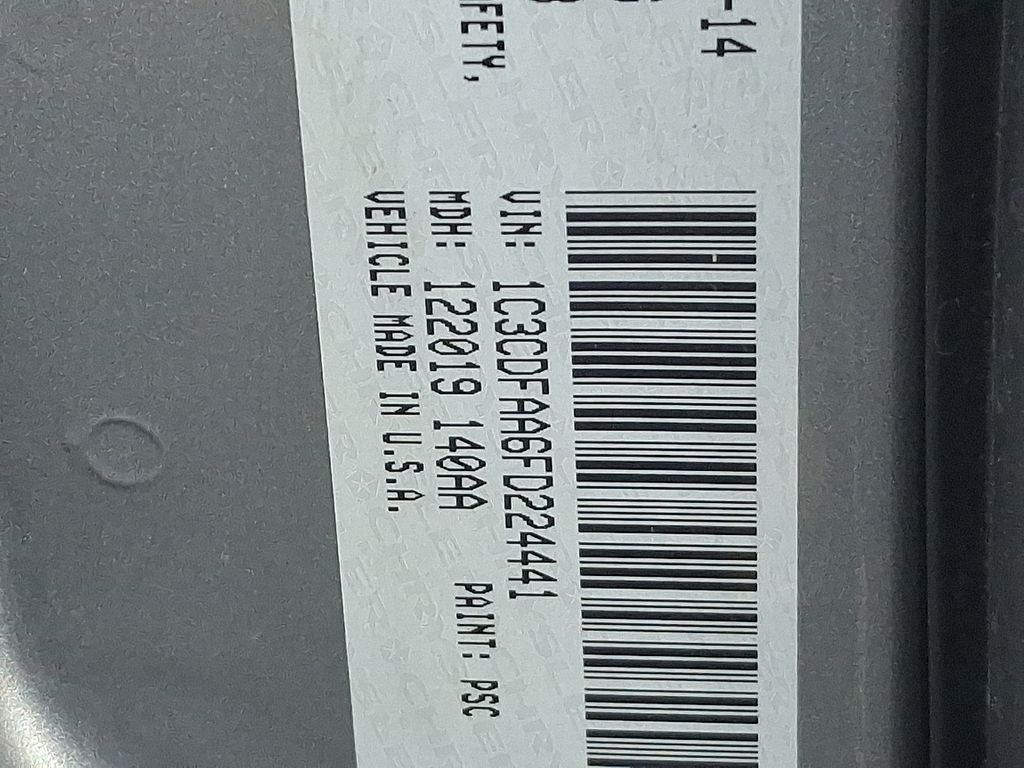 -14
FETY,
VIN: 1C3CDFAA6FD224441
MDH: 122019 140AA PAINT: PSC
VEHICLE MADE IN U.S.A.